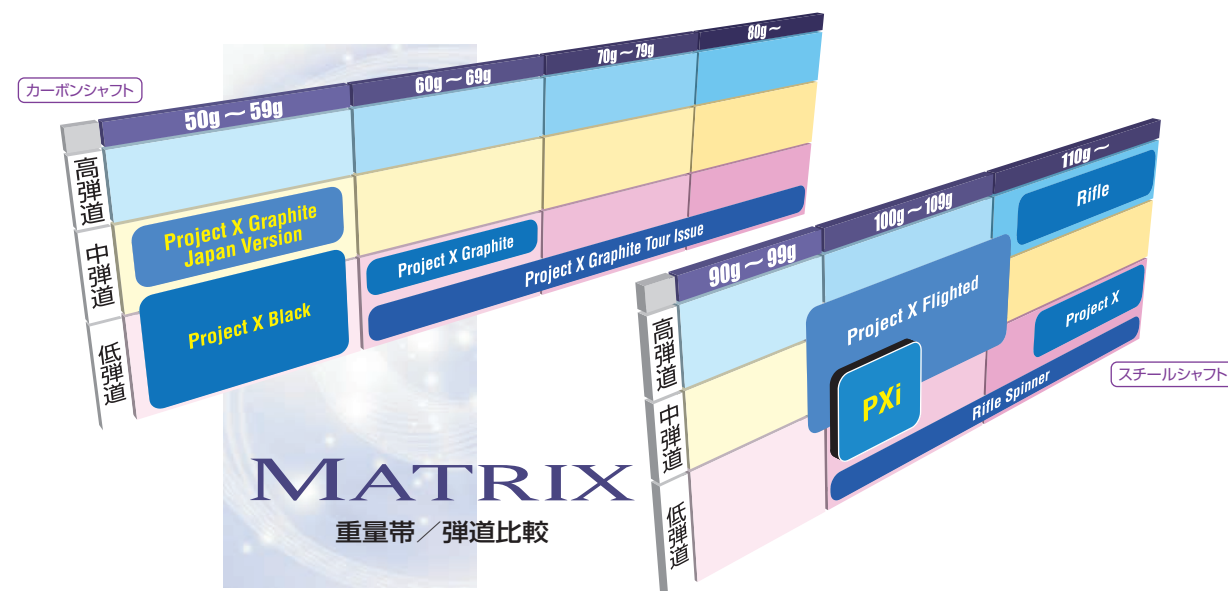 カーボンシャフト
50g～59g
60g～69g
70g～79g
80g～
高弾道
中弾道
低弾道
Project X Graphite
Japan Version
Project X Black
Project X Graphite
Project X Graphite Tour Issue
MATRIX
重量帯／弾道比較
90g～99g
100g～109g
110g～
高弾道
中弾道
低弾道
Rifle
Project X Flighted
Project X
PXi
Rifle Spinner
スチールシャフト